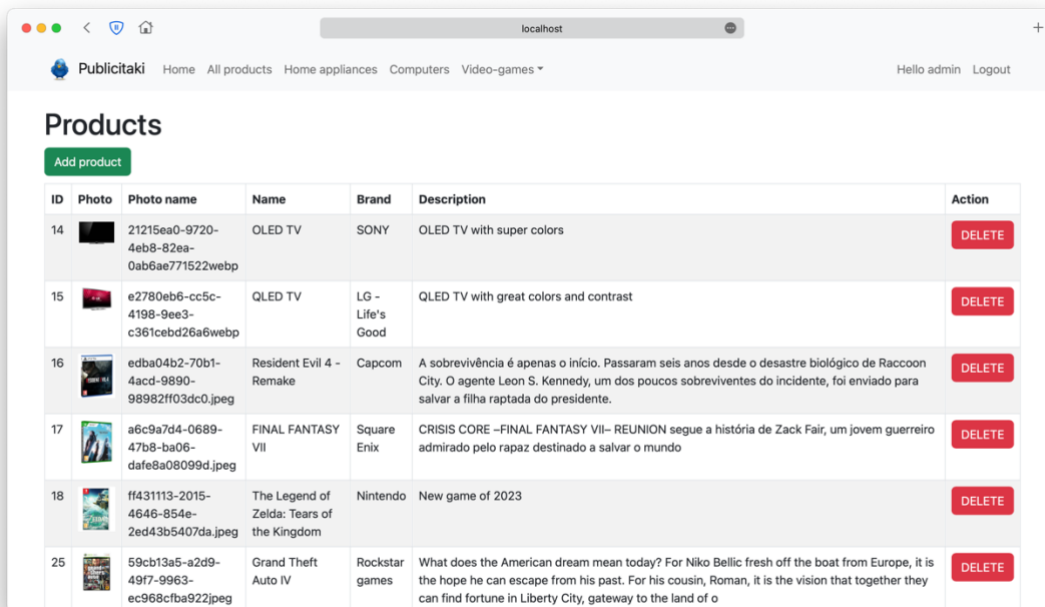 localhost
Publicitaki Home All products Home appliances Computers Video-games Hello admin Logout
Products
Add product
ID Photo Photo name Name Brand Description Action
14 21215ea0-9720- OLED TV SONY OLED TV with super colors DELETE
4eb8-82ea-
0ab6ae771522webp
15 e2780eb6-cc5c- QLED TV LG - QLED TV with great colors and contrast DELETE
4198-9ee3- Life's
c361cebd26a6webp Good
16 edba04b2-70b1- Resident Evil 4 - Capcom A sobrevivência é apenas o início. Passaram seis anos desde o desastre biológico de Raccoon DELETE
4acd-9890- Remake City. O agente Leon S. Kennedy, um dos poucos sobreviventes do incidente, foi enviado para
98982ff03dc0.jpeg salvar a filha raptada do presidente.
17 a6c9a7d4-0689- FINAL FANTASY Square CRISIS CORE –FINAL FANTASY VII– REUNION segue a história de Zack Fair, um jovem guerreiro DELETE
47b8-ba06- VII Enix admirado pelo rapaz destinado a salvar o mundo
dafe8a08099d.jpeg
18 ff431113-2015- The Legend of Nintendo New game of 2023 DELETE
4646-854e- Zelda: Tears of
2ed43b5407da.jpeg the Kingdom
25 59cb13a5-a2d9- Grand Theft Rockstar What does the American dream mean today? For Niko Bellic fresh off the boat from Europe, it is DELETE
49f7-9963- Auto IV games the hope he can escape from his past. For his cousin, Roman, it is the vision that together they
ec968cfba922jpeg can find fortune in Liberty City, gateway to the land of o